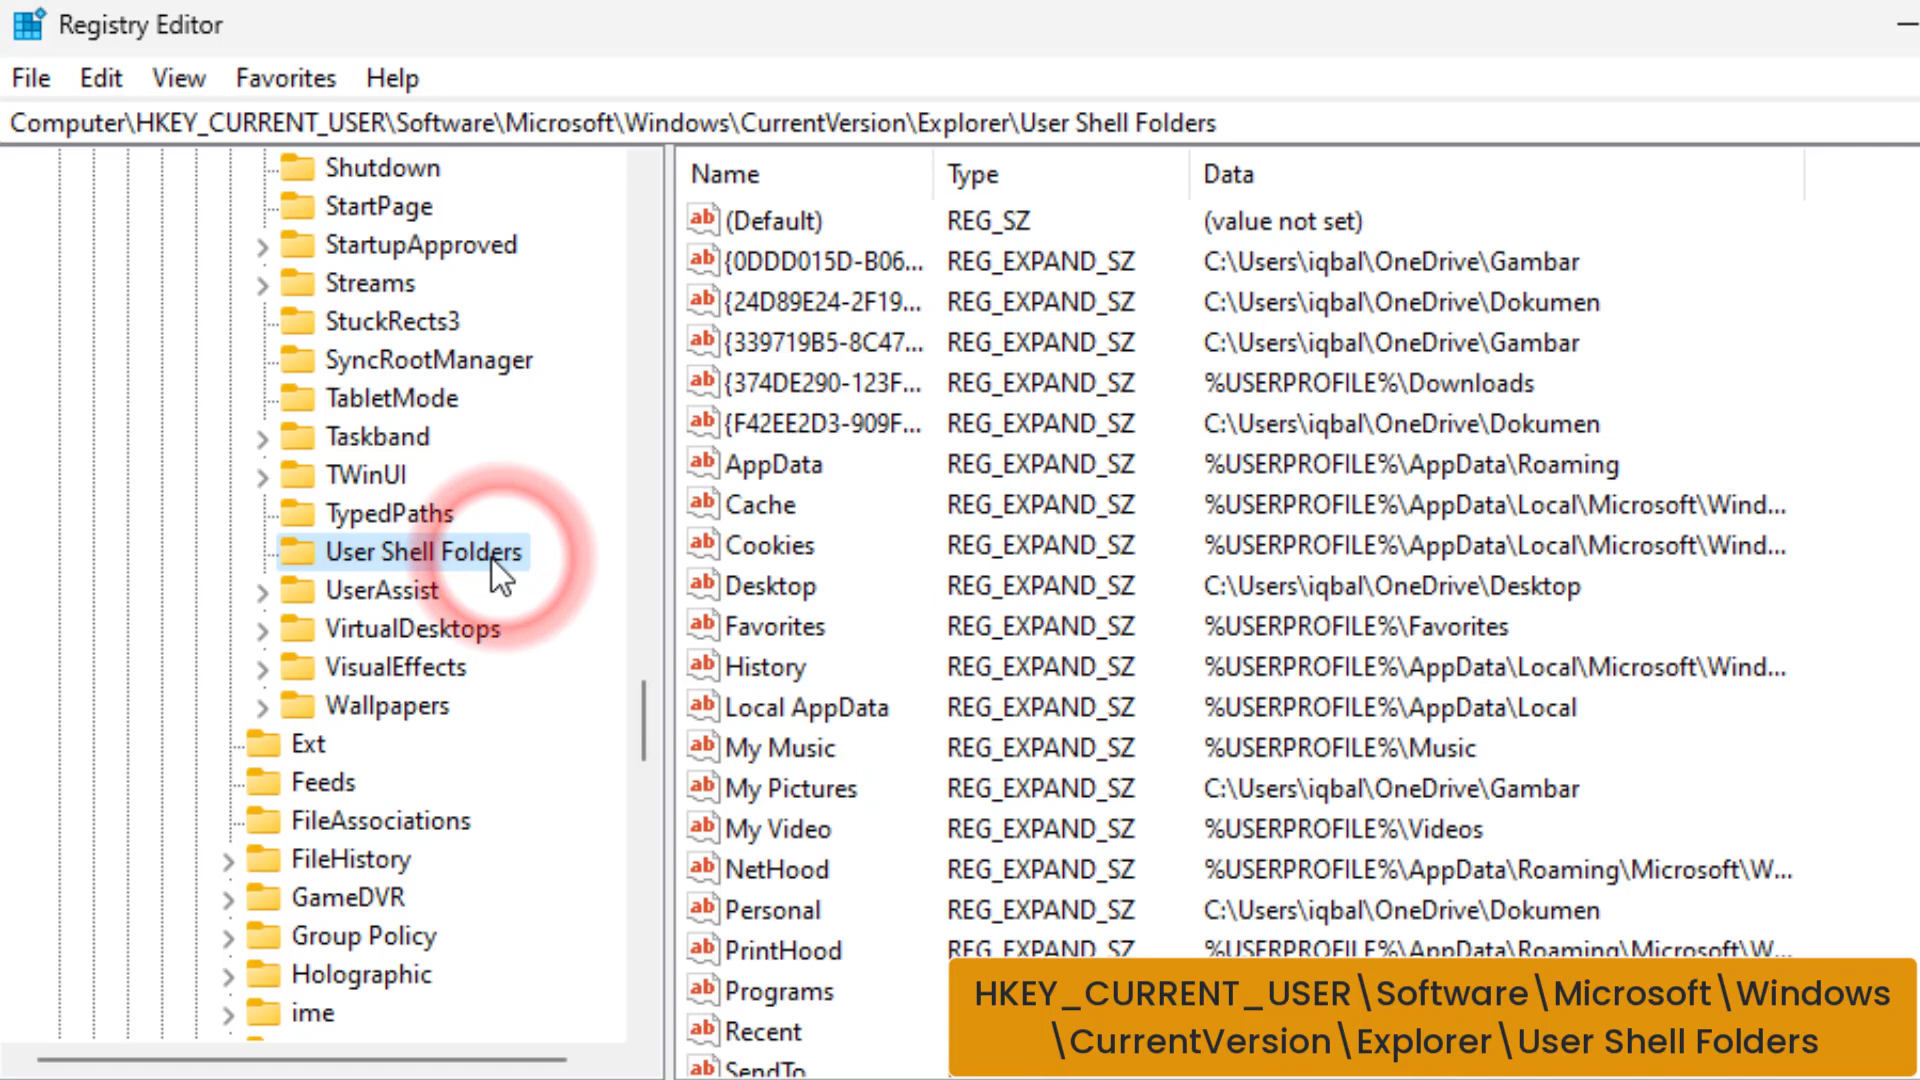 Registry Editor
File Edit View Favorites Help
Computer\HKEY_CURRENT_USER\Software\Microsoft\Windows\CurrentVersion\Explorer\User Shell Folders
Shutdown
StartPage
StartupApproved
Streams
StuckRects3
SyncRootManager
TabletMode
Taskband
TWinUI
TypedPaths
User Shell Folders
UserAssist
VirtualDesktops
VisualEffects
Wallpapers
Ext
Feeds
FileAssociations
FileHistory
GameDVR
Group Policy
Holographic
ime
Name Type Data
(Default) REG_SZ (value not set)
{0DDD015D-B06... REG_EXPAND_SZ C:\Users\iqbal\OneDrive\Gambar
{24D89E24-2F19... REG_EXPAND_SZ C:\Users\iqbal\OneDrive\Dokumen
{339719B5-8C47... REG_EXPAND_SZ C:\Users\iqbal\OneDrive\Gambar
{374DE290-123F... REG_EXPAND_SZ %USERPROFILE%\Downloads
{F42EE2D3-909F... REG_EXPAND_SZ C:\Users\iqbal\OneDrive\Dokumen
AppData REG_EXPAND_SZ %USERPROFILE%\AppData\Roaming
Cache REG_EXPAND_SZ %USERPROFILE%\AppData\Local\Microsoft\Wind...
Cookies REG_EXPAND_SZ %USERPROFILE%\AppData\Local\Microsoft\Wind...
Desktop REG_EXPAND_SZ C:\Users\iqbal\OneDrive\Desktop
Favorites REG_EXPAND_SZ %USERPROFILE%\Favorites
History REG_EXPAND_SZ %USERPROFILE%\AppData\Local\Microsoft\Wind...
Local AppData REG_EXPAND_SZ %USERPROFILE%\AppData\Local
My Music REG_EXPAND_SZ %USERPROFILE%\Music
My Pictures REG_EXPAND_SZ C:\Users\iqbal\OneDrive\Gambar
My Video REG_EXPAND_SZ %USERPROFILE%\Videos
NetHood REG_EXPAND_SZ %USERPROFILE%\AppData\Roaming\Microsoft\W...
Personal REG_EXPAND_SZ C:\Users\iqbal\OneDrive\Dokumen
PrintHood REG_EXPAND_SZ %USERPROFILE%\AppData\Roaming\Microsoft\W...
Programs
Recent
SendTo
HKEY_CURRENT_USER\Software\Microsoft\Windows
\CurrentVersion\Explorer\User Shell Folders